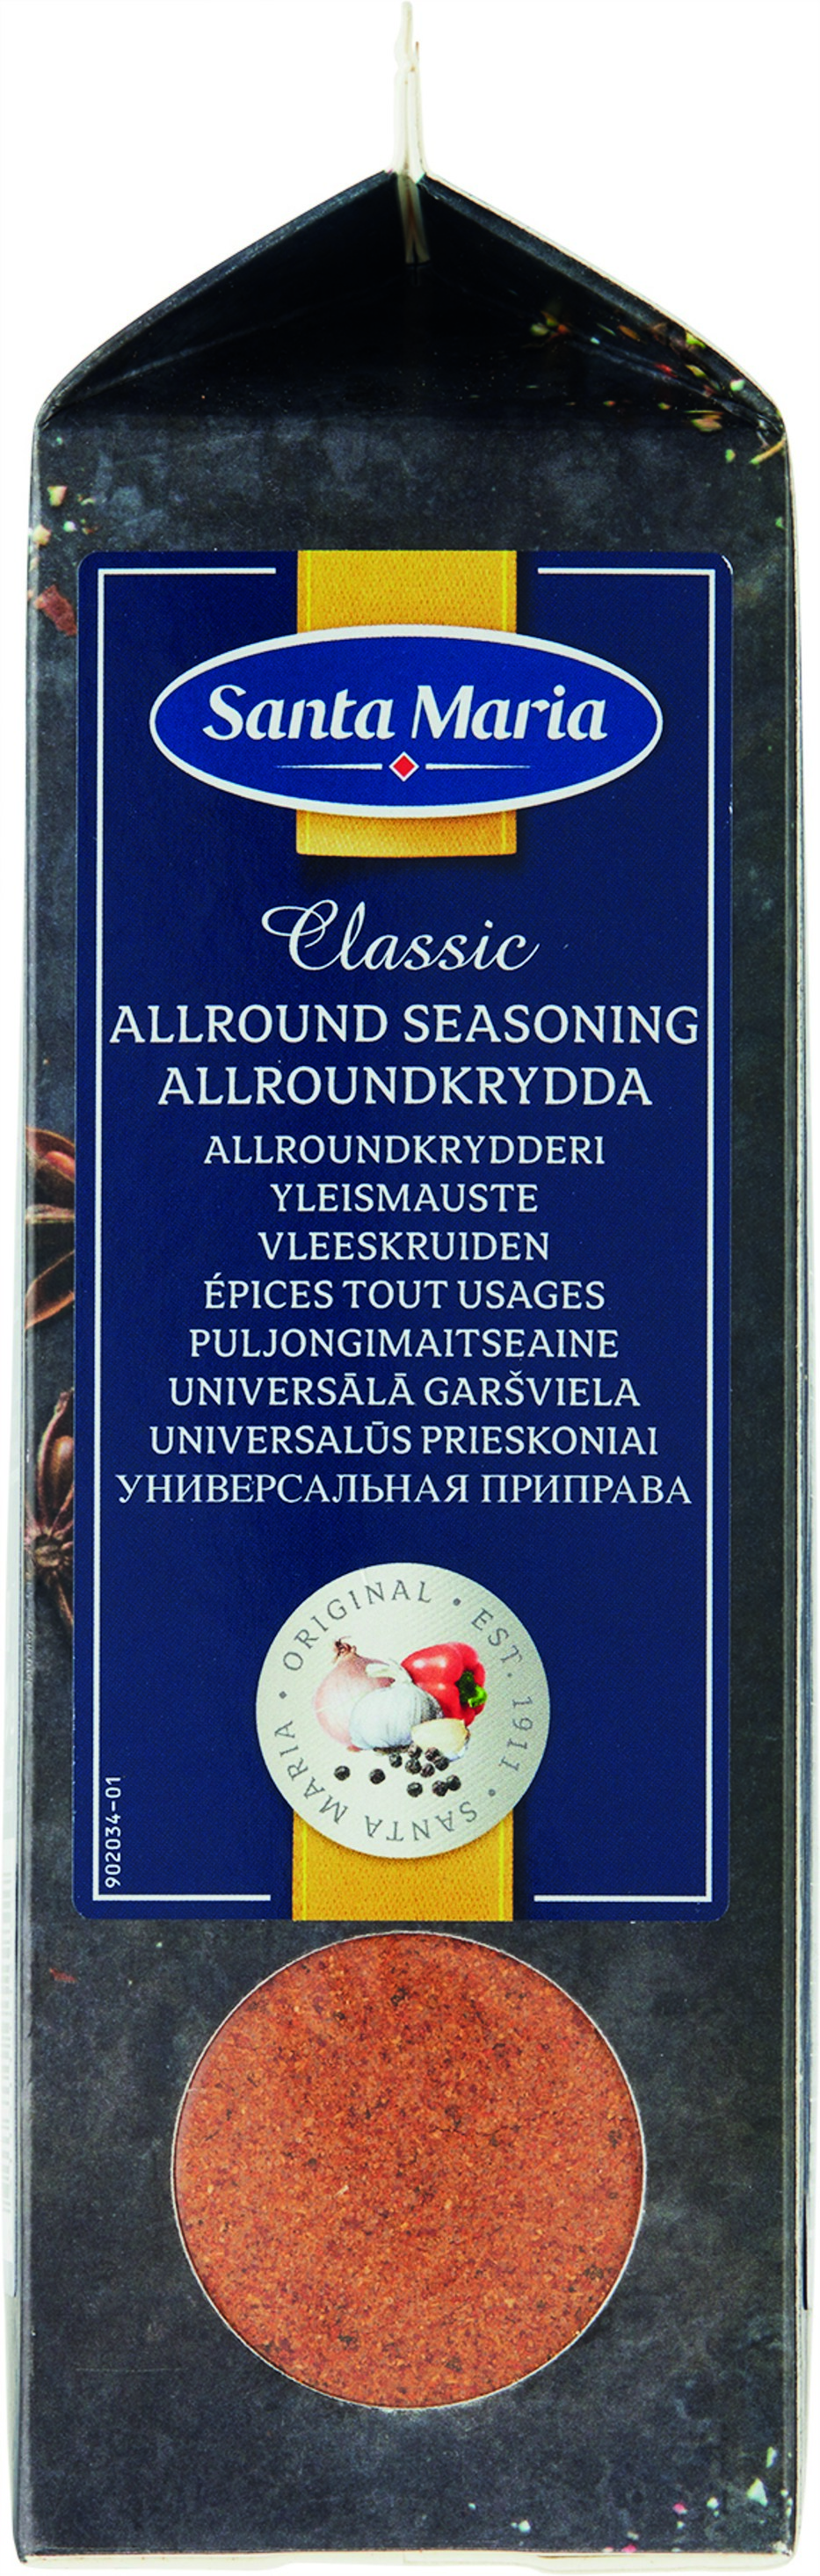 Santa Maria
Classic
ALLROUND SEASONING
ALLROUNDKRYDDA
ALLROUNDKRYDDERI
YLEISMAUSTE
VLEESKRUIDEN
ÉPICES TOUT USAGES
PULJONGIMAITSEAINE
UNIVERSĀLĀ GARŠVIELA
UNIVERSALŪS PRIESKONIAI
УНИВЕРСАЛЬНАЯ ПРИПРАВА
ORIGINAL • EST. 1911 • SANTA MARIA •
902034-01